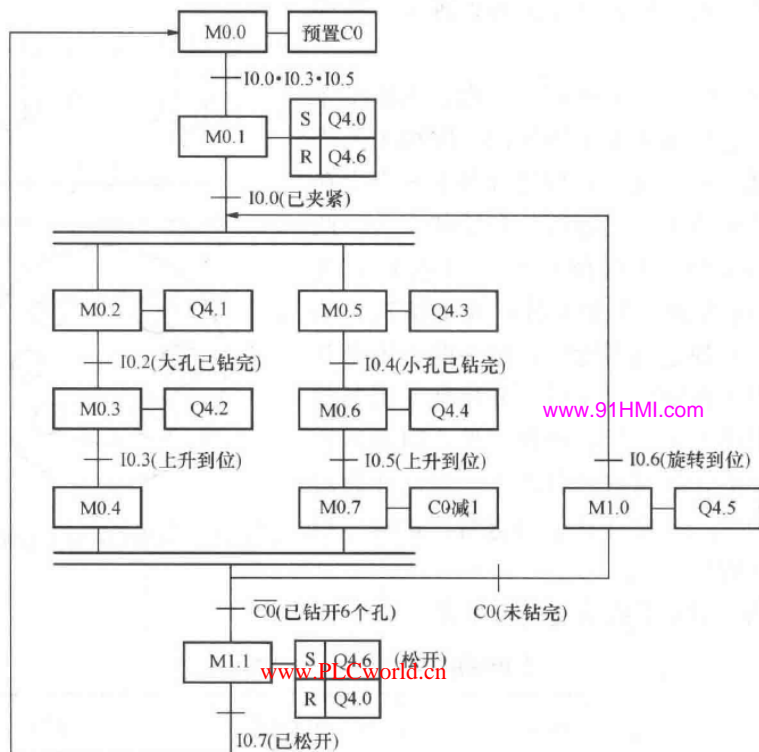 M0.0 预置C0
I0.0·I0.3·I0.5
S Q4.0
M0.1
R Q4.6
I0.0(已夹紧)
M0.2 Q4.1 M0.5 Q4.3
I0.2(大孔已钻完) I0.4(小孔已钻完)
M0.3 Q4.2 M0.6 Q4.4
www.91HMI.com
I0.3(上升到位) I0.5(上升到位) I0.6(旋转到位)
M0.4 M0.7 C0减1 M1.0 Q4.5
C0(已钻开6个孔) C0(未钻完)
M1.1 S Q4.6 (松开)
www.PLCworld.cn
R Q4.0
I0.7(已松开)